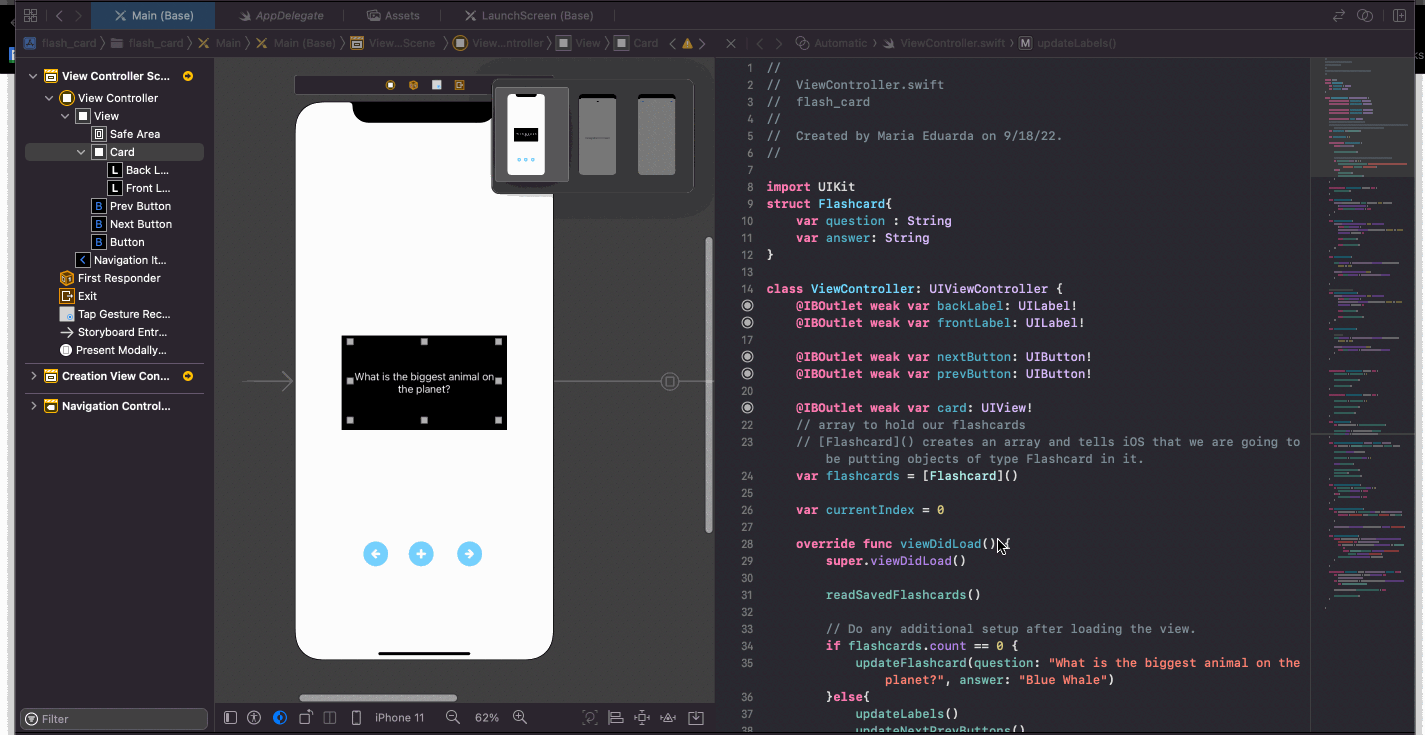 Main (Base)
AppDelegate
Assets
LaunchScreen (Base)
flash_card
flash_card
Main
Main (Base)
View...Scene
View...ntroller
View
Card
Automatic
ViewController.swift
M
updateLabels()
View Controller Sc...
View Controller
View
Safe Area
Card
L Back L...
L Front L...
B Prev Button
B Next Button
B Button
Navigation It...
First Responder
Exit
Tap Gesture Rec...
Storyboard Entr...
Present Modally...
Creation View Con...
Navigation Control...
Filter
What is the biggest animal on
the planet?
iPhone 11
62%
1 //
2 //  ViewController.swift
3 //  flash_card
4 //
5 //  Created by Maria Eduarda on 9/18/22.
6 //
7
8 import UIKit
9 struct Flashcard{
10 var question : String
11 var answer: String
12 }
13
14 class ViewController: UIViewController {
@IBOutlet weak var backLabel: UILabel!
@IBOutlet weak var frontLabel: UILabel!
17
@IBOutlet weak var nextButton: UIButton!
@IBOutlet weak var prevButton: UIButton!
20
@IBOutlet weak var card: UIView!
22 // array to hold our flashcards
23 // [Flashcard]() creates an array and tells iOS that we are going to
be putting objects of type Flashcard in it.
24 var flashcards = [Flashcard]()
25
26 var currentIndex = 0
27
28 override func viewDidLoad() {
29 super.viewDidLoad()
30
31 readSavedFlashcards()
32
33 // Do any additional setup after loading the view.
34 if flashcards.count == 0 {
35 updateFlashcard(question: "What is the biggest animal on the
planet?", answer: "Blue Whale")
36 }else{
37 updateLabels()
38 updateNextPrevButtons()